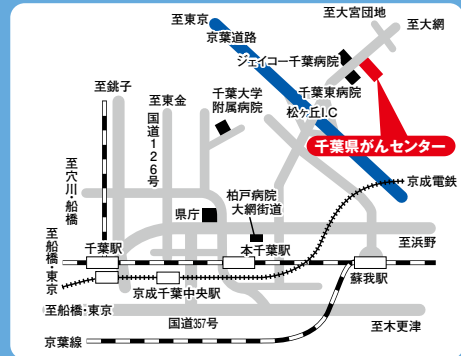 至大宮団地
至東京
至大網
京葉道路
ジェイコー千葉病院
千葉東病院
松ヶ丘I.C
千葉県がんセンター
至銚子
至東金
千葉大学
附属病院
国道126号
至穴川・船橋
京成電鉄
柏戸病院
大網街道
県庁
至船橋・東京
千葉駅
本千葉駅
至浜野
京成千葉中央駅
蘇我駅
至船橋・東京
国道357号
至木更津
京葉線